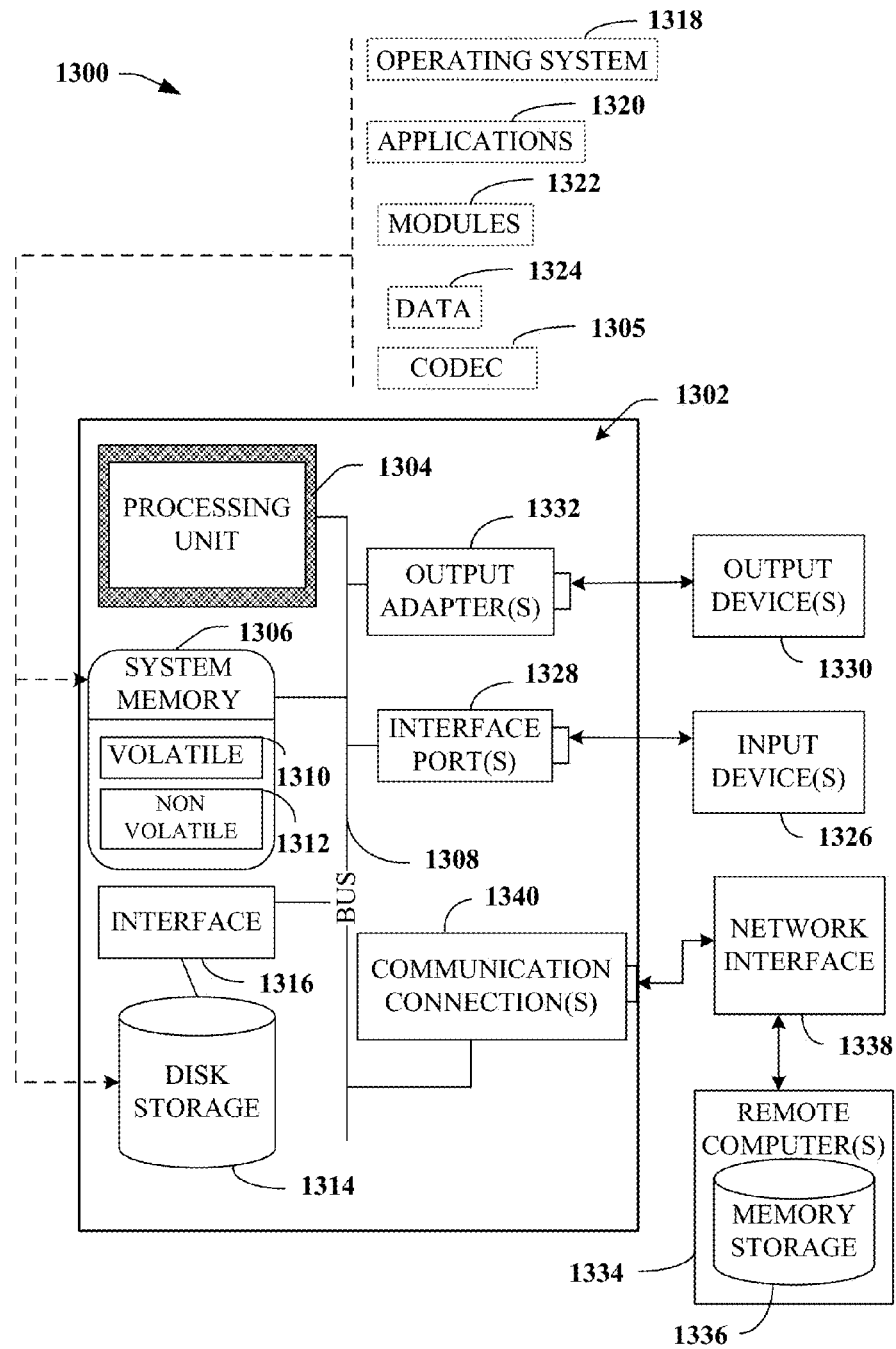 1318
OPERATING SYSTEM
1300
1320
APPLICATIONS
1322
MODULES
1324
DATA
1305
CODEC
1302
1304
PROCESSING
UNIT
1332
OUTPUT
ADAPTER(S)
OUTPUT
DEVICE(S)
1330
1306
SYSTEM
MEMORY
1328
INTERFACE
PORT(S)
INPUT
DEVICE(S)
1326
VOLATILE
1310
NON
VOLATILE
1312
1308
BUS
INTERFACE
1316
1340
COMMUNICATION
CONNECTION(S)
NETWORK
INTERFACE
1338
DISK
STORAGE
1314
REMOTE
COMPUTER(S)
MEMORY
STORAGE
1334
1336